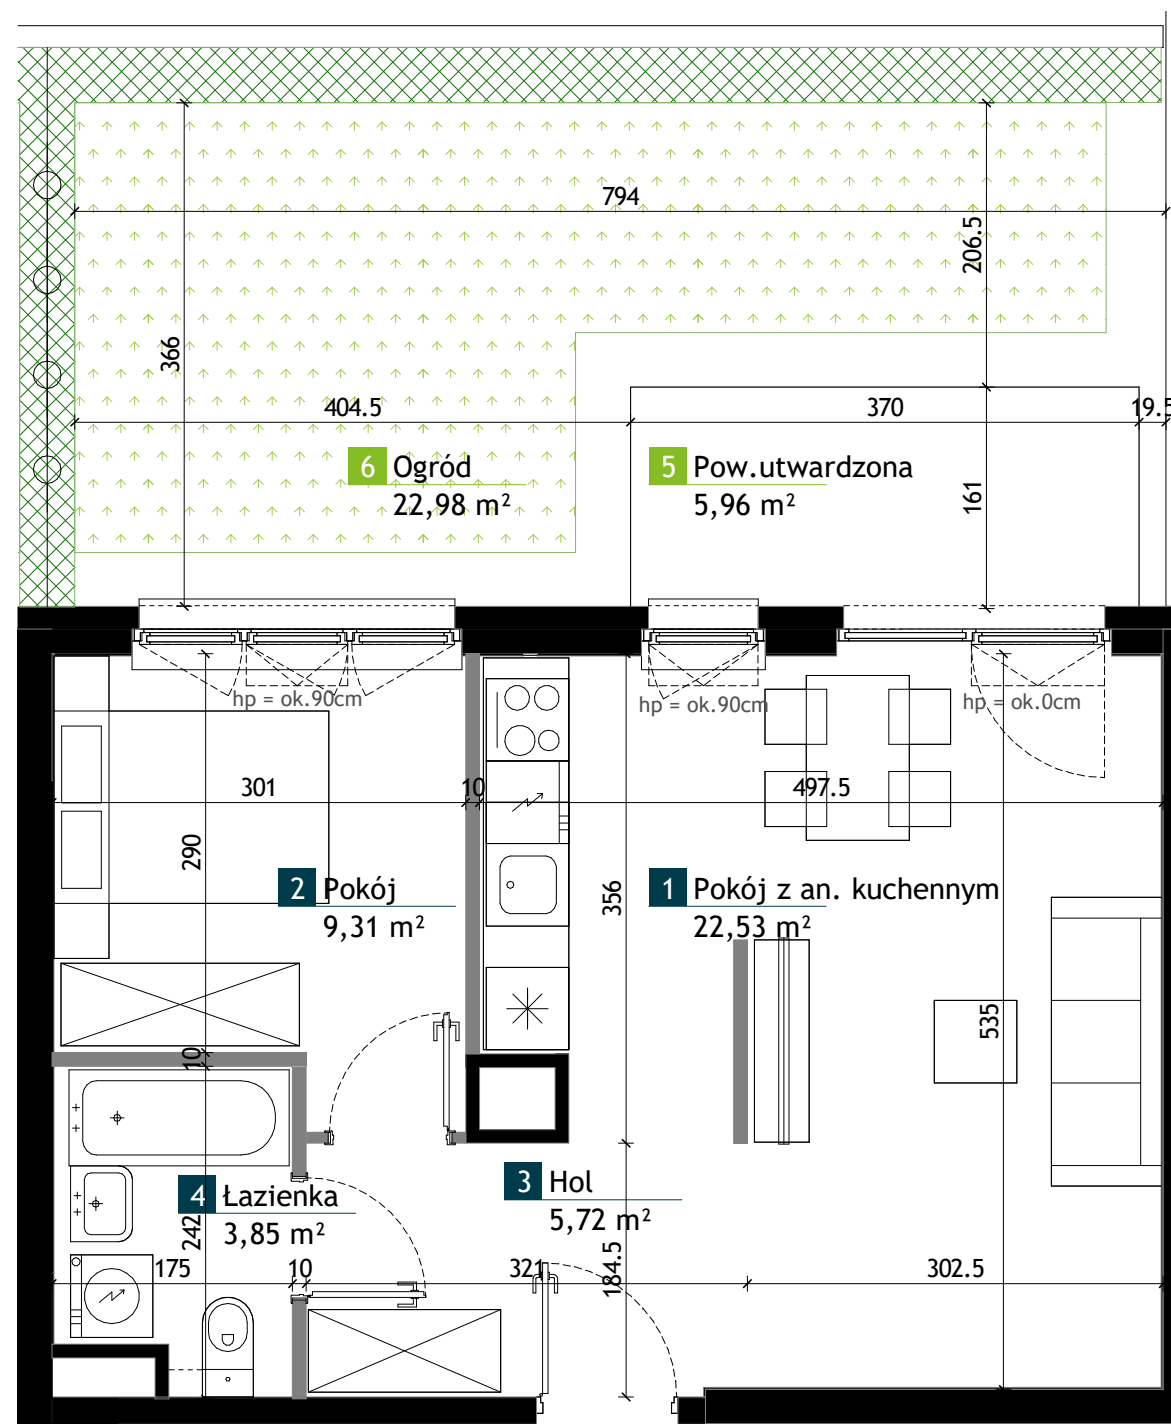 794
206.5
366
404.5
370
19.5
6 Ogród
22,98 m²
5 Pow.utwardzona
5,96 m²
161
hp = ok.90cm
hp = ok.90cm
hp = ok.0cm
301
10
497.5
290
356
2 Pokój
9,31 m²
1 Pokój z an. kuchennym
22,53 m²
535
10
3 Hol
5,72 m²
4 Łazienka
3,85 m²
242
175
10
321
184.5
302.5